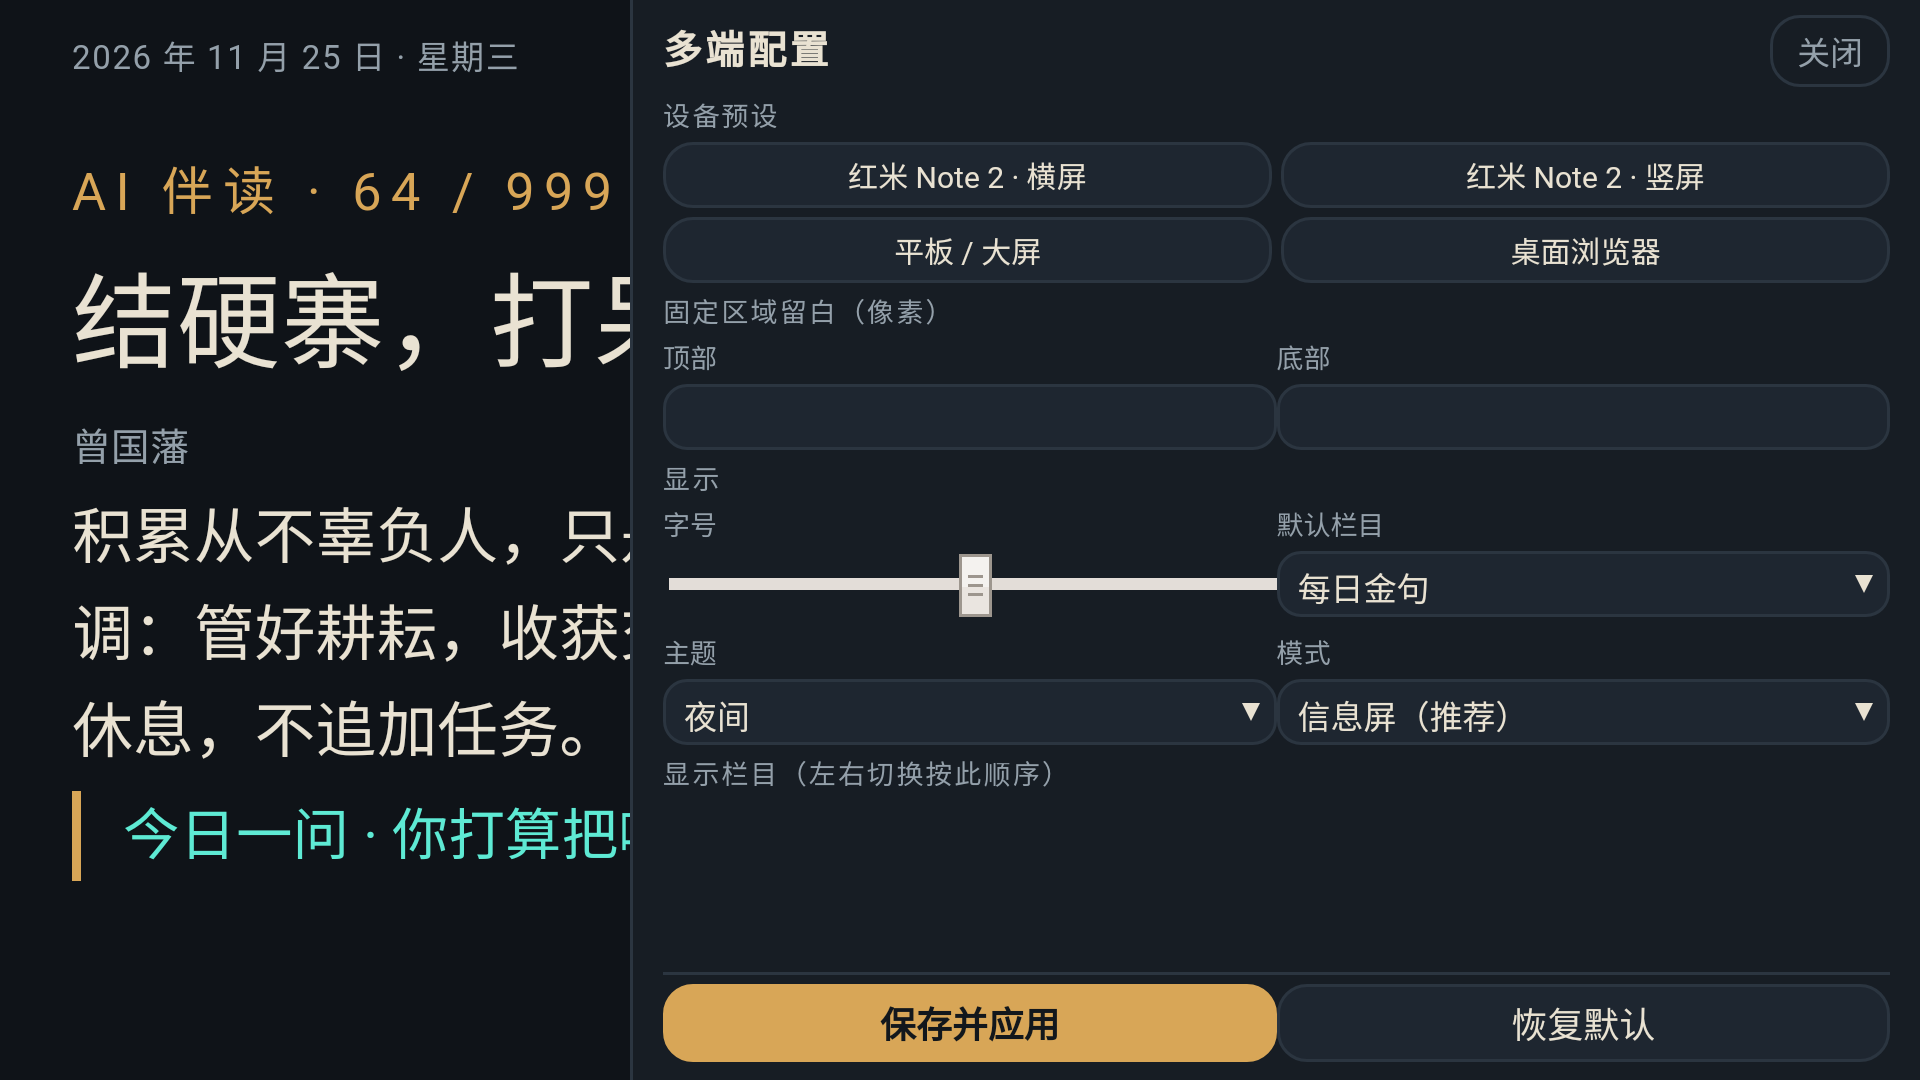 2026 年 11 月 25 日 · 星期三
AI 伴读 · 64 / 999
结硬寨，打
曾国藩
积累从不辜负人，只
调：管好耕耘，收获
休息，不追加任务。
今日一问 · 你打算把
多端配置
关闭
设备预设
红米 Note 2 · 横屏
红米 Note 2 · 竖屏
平板 / 大屏
桌面浏览器
固定区域留白（像素）
顶部
底部
显示
字号
默认栏目
每日金句
主题
模式
夜间
信息屏（推荐）
显示栏目（左右切换按此顺序）
保存并应用
恢复默认